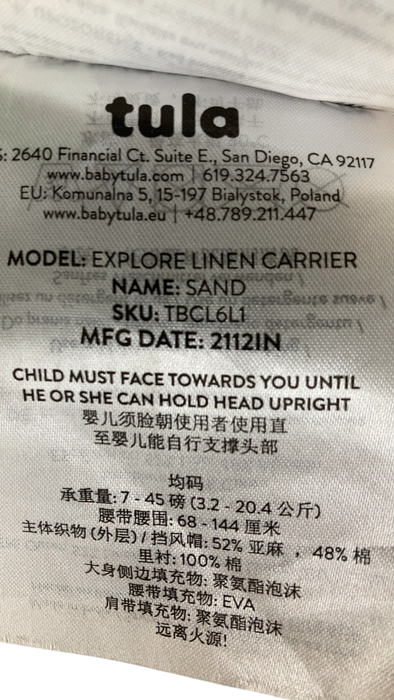 tula
S: 2640 Financial Ct. Suite E., San Diego, CA 92117
www.babytula.com | 619.324.7563
EU: Komunalna 5, 15-197 Bialystok, Poland
www.babytula.eu | +48.789.211.447
MODEL: EXPLORE LINEN CARRIER
NAME: SAND
SKU: TBCL6L1
MFG DATE: 2112IN
CHILD MUST FACE TOWARDS YOU UNTIL
HE OR SHE CAN HOLD HEAD UPRIGHT
婴儿须脸朝使用者使用直
至婴儿能自行支撑头部
均码
承重量: 7 - 45 磅 (3.2 - 20.4 公斤)
腰带腰围: 68 - 144 厘米
主体织物 (外层) / 挡风帽: 52% 亚麻 , 48% 棉
里衬: 100% 棉
大身侧边填充物: 聚氨酯泡沫
腰带填充物: EVA
肩带填充物: 聚氨酯泡沫
远离火源!